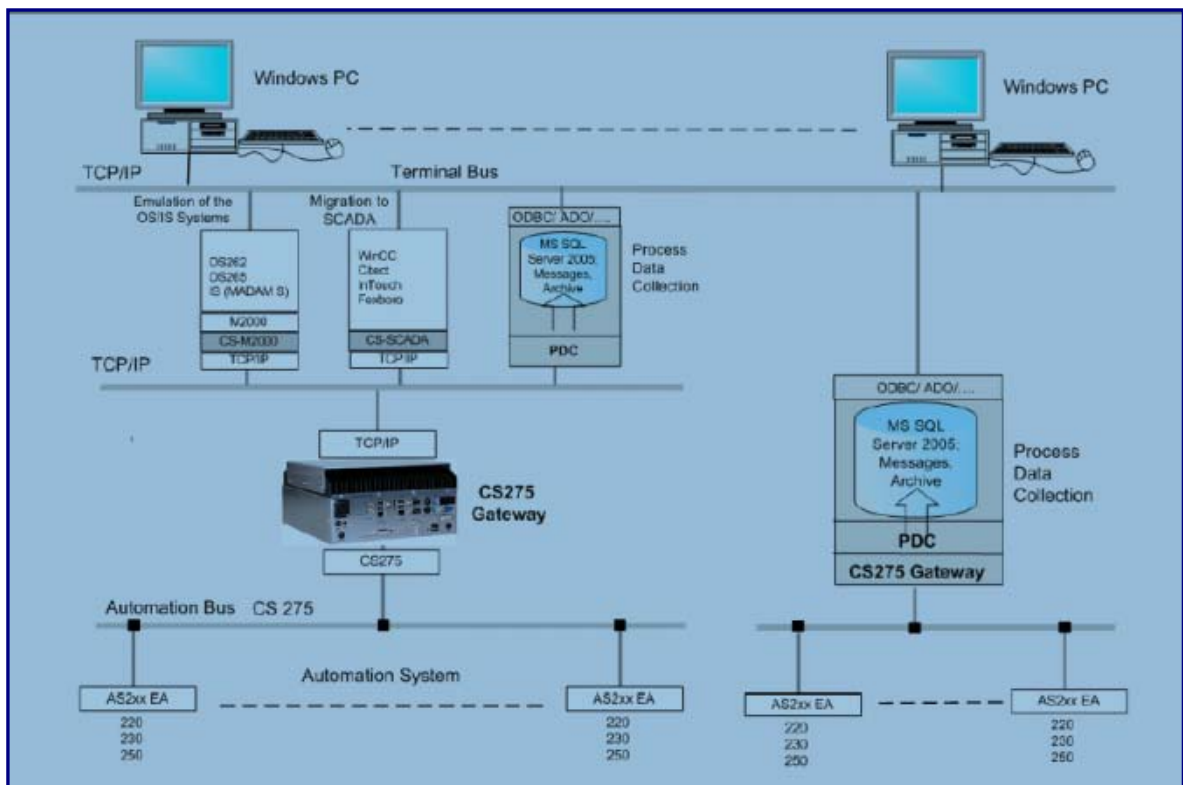 Windows PC
Windows PC
TCP/IP
Terminal Bus
Emulation of the
OS/IS Systems
Migration to
SCADA
ODBC/ ADO/....
OS262
OS265
IS (MADAM S)
M2000
CS-M2000
TCP/IP
WinCC
Citect
InTouch
Foxboro
CS-SCADA
TCP/IP
MS SQL
Server 2005;
Messages,
Archive
PDC
Process
Data
Collection
TCP/IP
TCP/IP
CS275
Gateway
CS275
ODBC/ ADO/....
MS SQL
Server 2005;
Messages,
Archive
PDC
CS275 Gateway
Process
Data
Collection
Automation Bus CS 275
Automation System
AS2xx EA
220
230
250
AS2xx EA
220
230
250
AS2xx EA
220
230
250
AS2xx EA
220
230
250